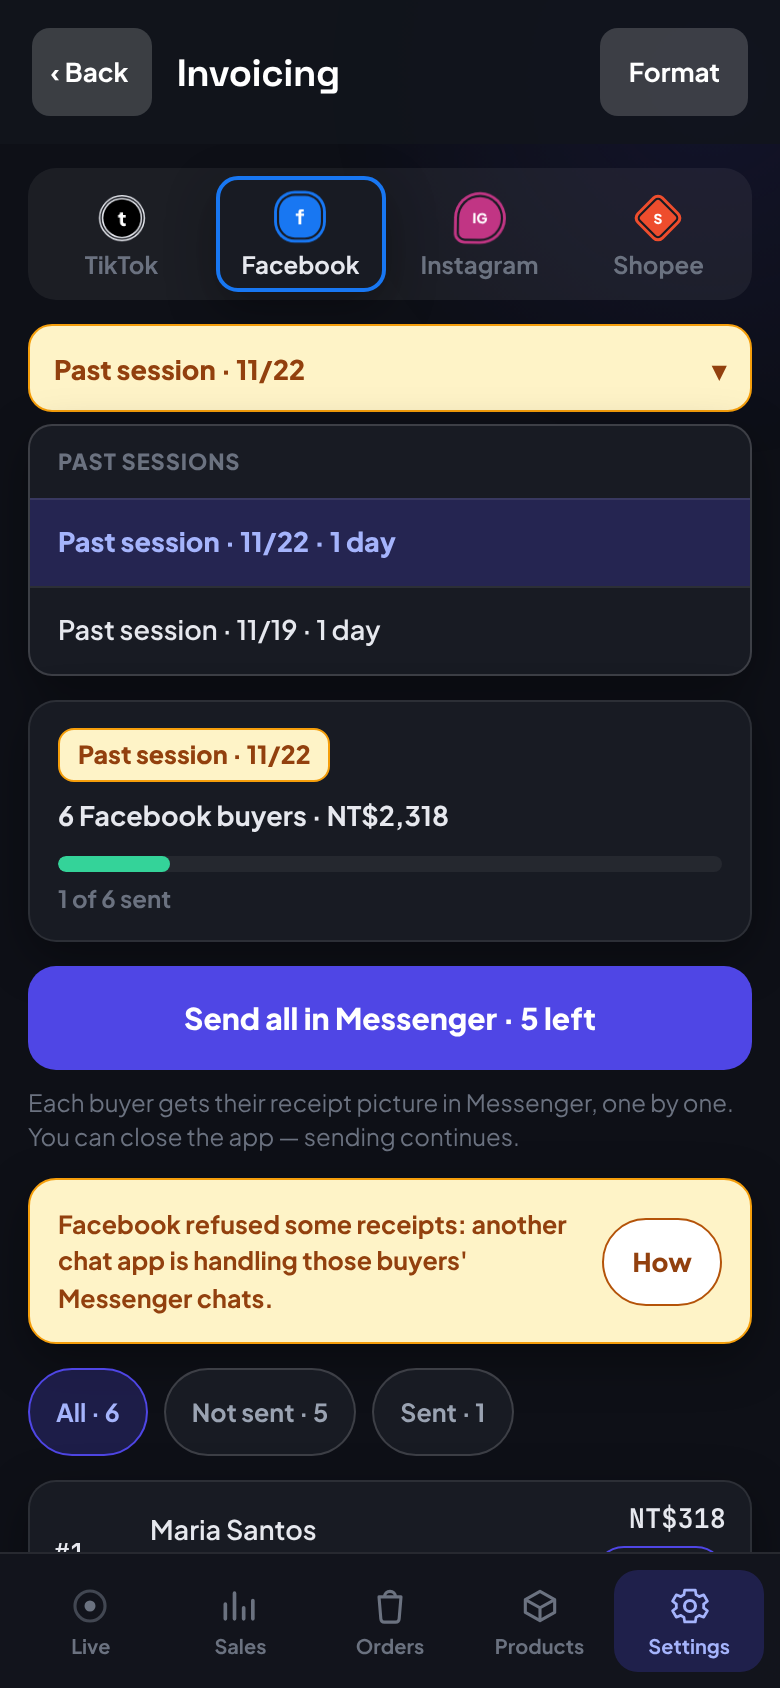 ‹ Back
Invoicing
Format
t
f
IG
S
TikTok
Facebook
Instagram
Shopee
Past session · 11/22
▼
PAST SESSIONS
Past session · 11/22 · 1 day
Past session · 11/19 · 1 day
Past session · 11/22
6 Facebook buyers · NT$2,318
1 of 6 sent
Send all in Messenger · 5 left
Each buyer gets their receipt picture in Messenger, one by one.
You can close the app — sending continues.
Facebook refused some receipts: another
chat app is handling those buyers'
Messenger chats.
How
All · 6
Not sent · 5
Sent · 1
NT$318
Maria Santos
#1
Live
Sales
Orders
Products
Settings